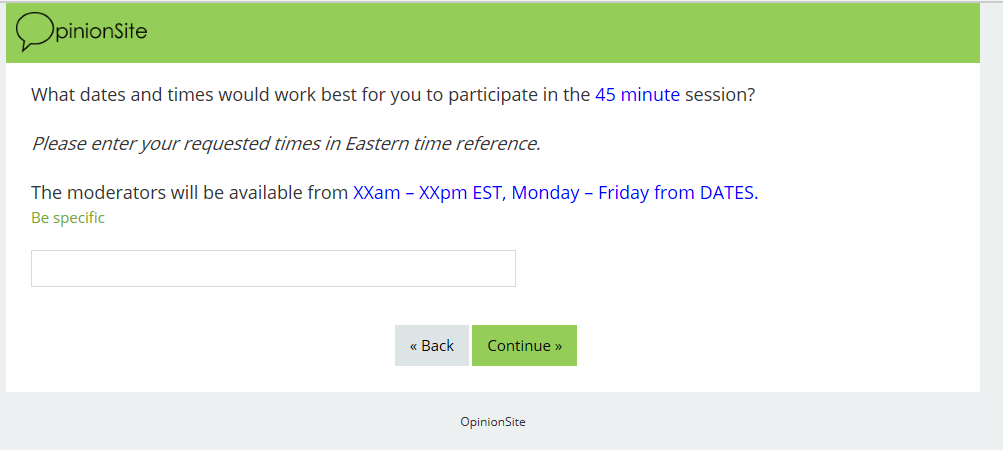 OpinionSite
What dates and times would work best for you to participate in the 45 minute session?
Please enter your requested times in Eastern time reference.
The moderators will be available from XXam – XXpm EST, Monday – Friday from DATES.
Be specific
« Back Continue »
OpinionSite